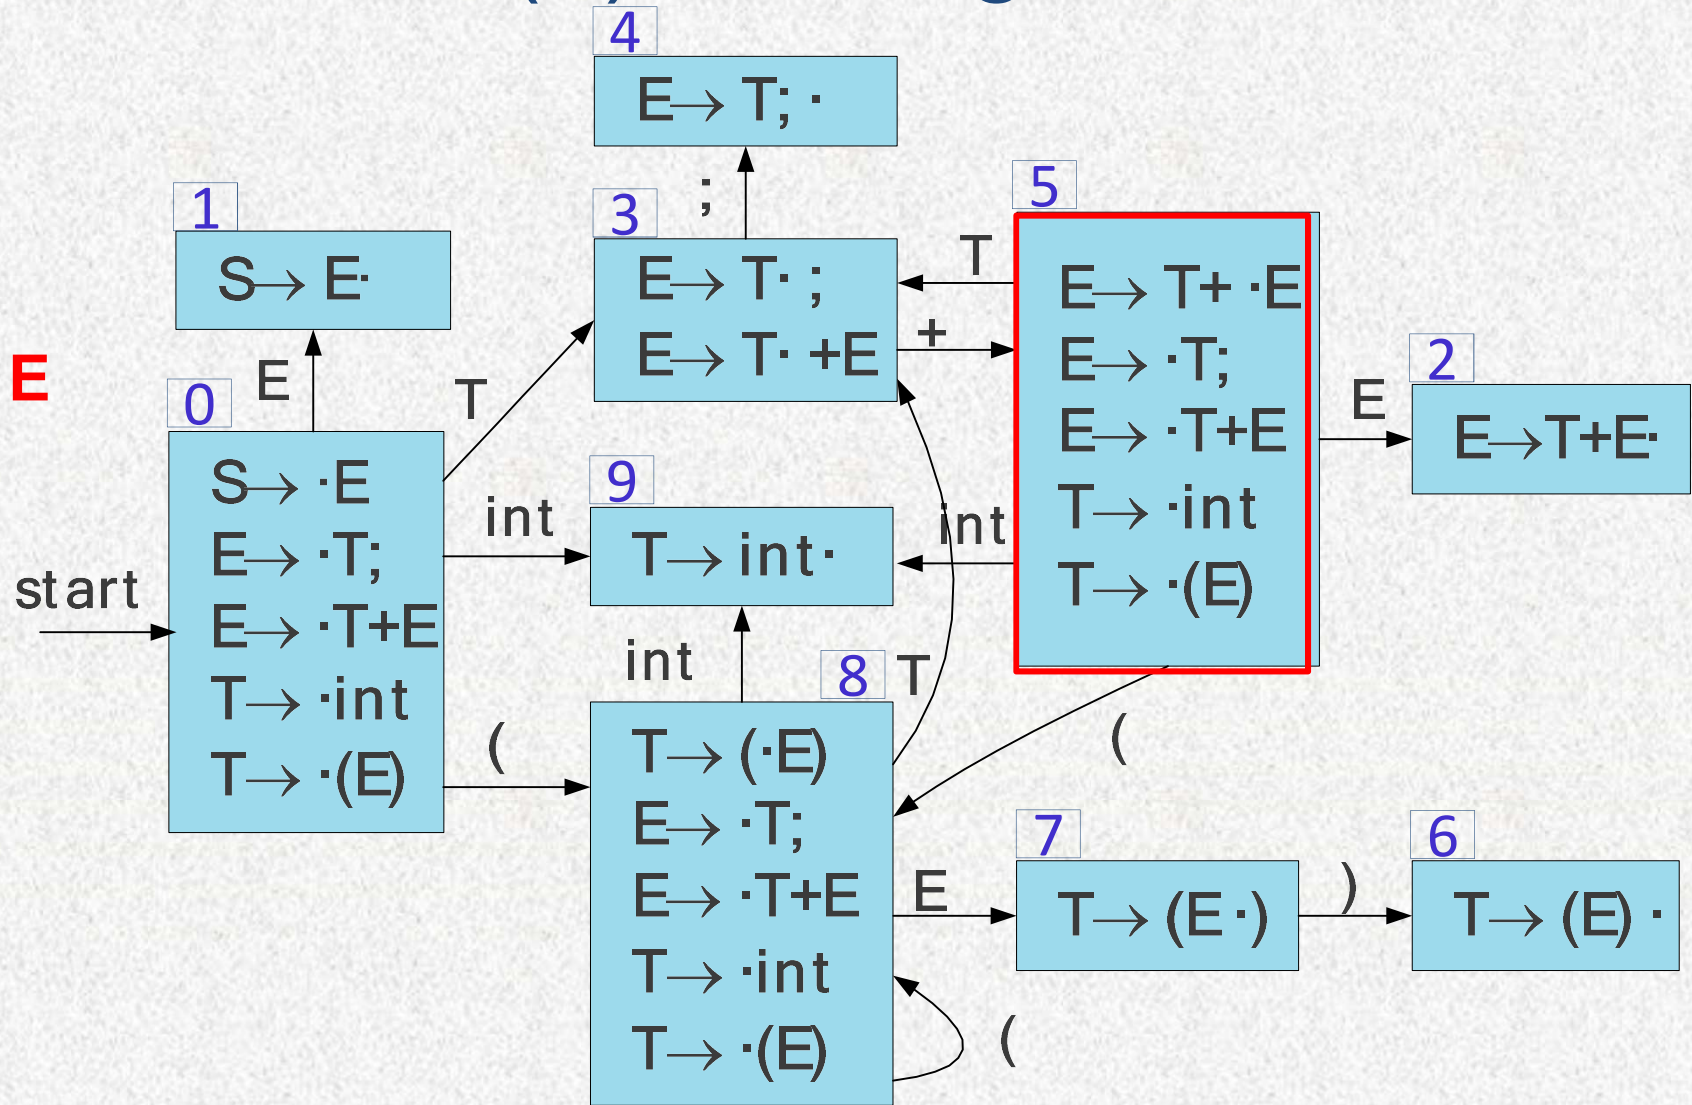 4
E→ T; ·
1
S→ E·
E
;
3
E→ T· ;
E→ T· +E
T
+
5
E→ T+ ·E
E→ ·T;
E→ ·T+E
T→ ·int
T→ ·(E)
E
2
E→T+E·
E
T
start
0
S→ ·E
E→ ·T;
E→ ·T+E
T→ ·int
T→ ·(E)
int
9
T→ int·
int
int
(
8
T
T→ (·E)
E→ ·T;
E→ ·T+E
T→ ·int
T→ ·(E)
(
E
7
T→ (E·)
)
6
T→ (E) ·
(